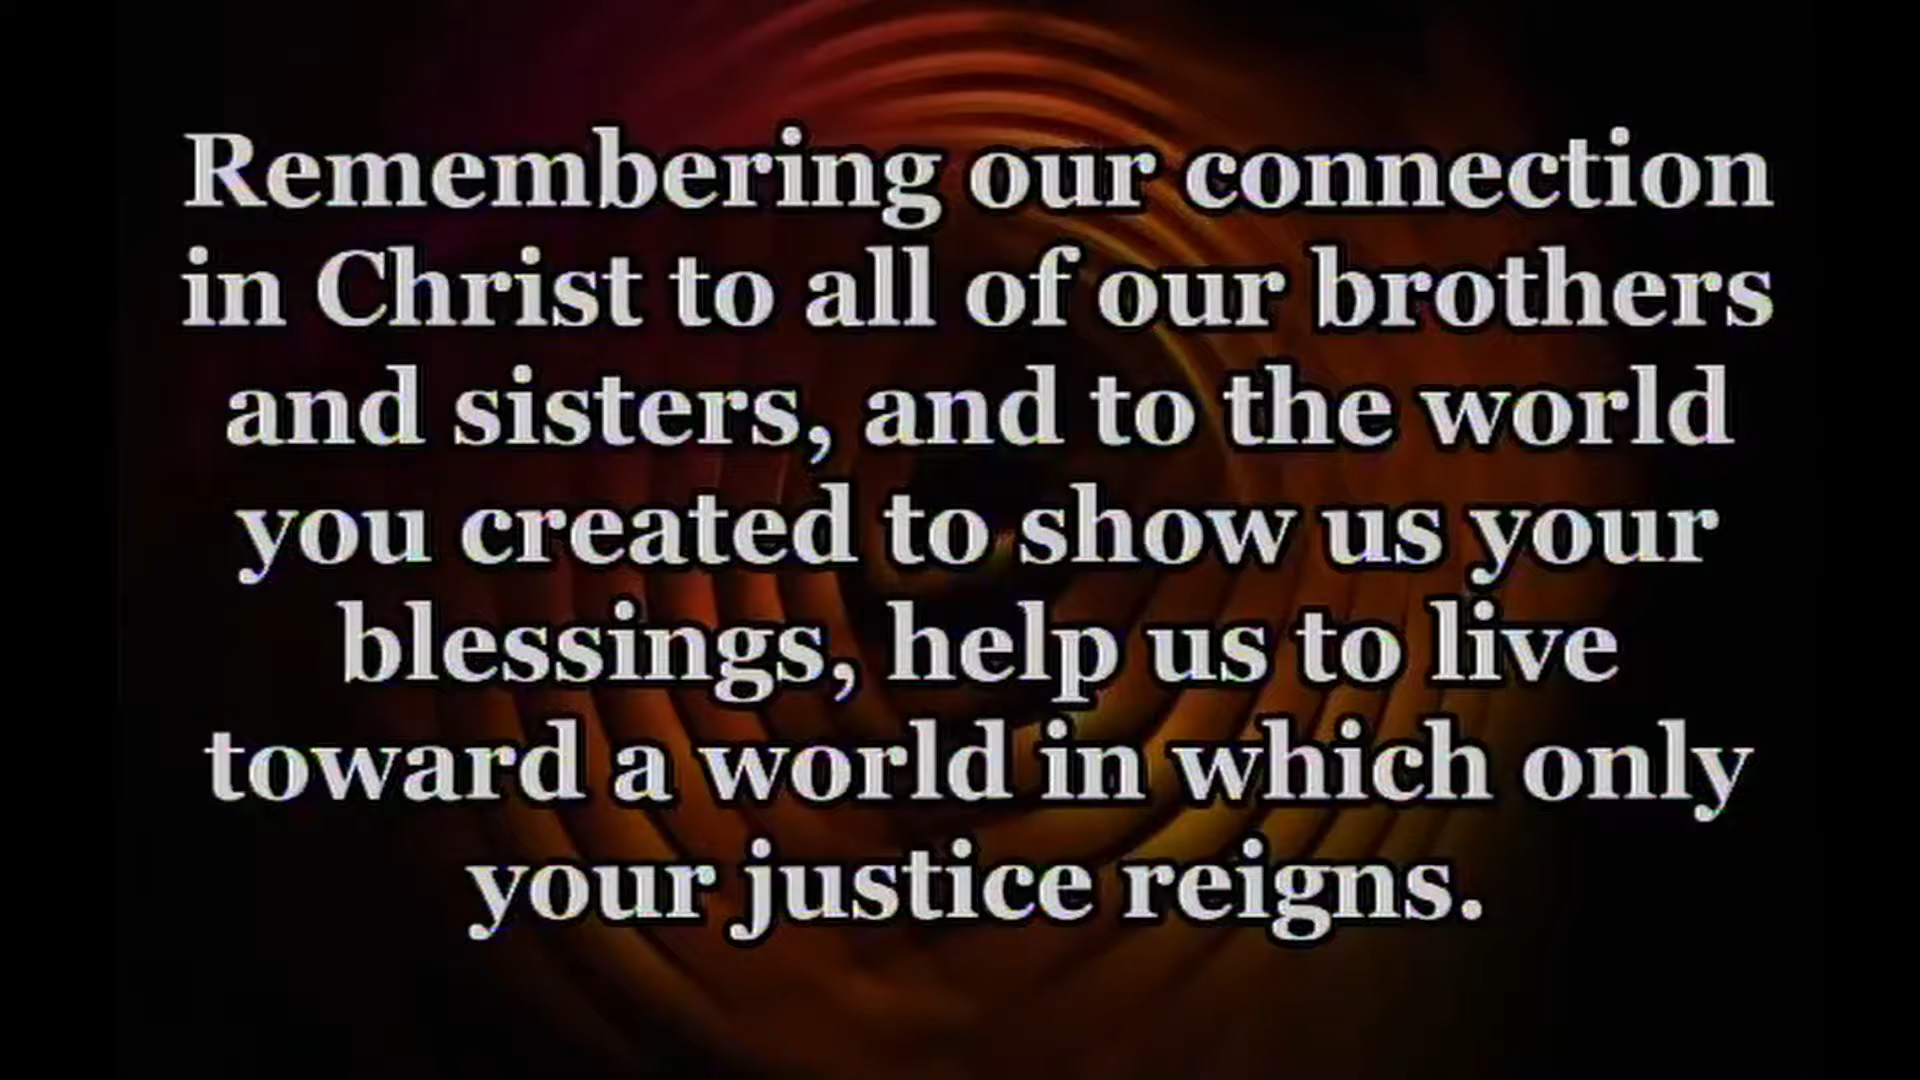 Remembering our connection
in Christ to all of our brothers
and sisters, and to the world
you created to show us your
blessings, help us to live
toward a world in which only
your justice reigns.